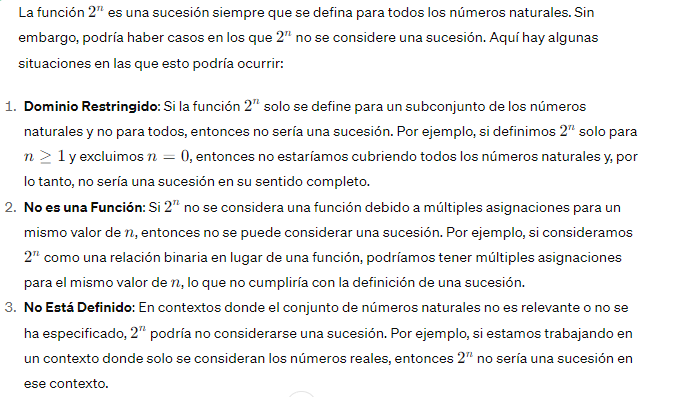 La función 2ⁿ es una sucesión siempre que se defina para todos los números naturales. Sin
embargo, podría haber casos en los que 2ⁿ no se considere una sucesión. Aquí hay algunas
situaciones en las que esto podría ocurrir:
1. Dominio Restringido: Si la función 2ⁿ solo se define para un subconjunto de los números
naturales y no para todos, entonces no sería una sucesión. Por ejemplo, si definimos 2ⁿ solo para
n ≥ 1 y excluimos n = 0, entonces no estaríamos cubriendo todos los números naturales y, por
lo tanto, no sería una sucesión en su sentido completo.
2. No es una Función: Si 2ⁿ no se considera una función debido a múltiples asignaciones para un
mismo valor de n, entonces no se puede considerar una sucesión. Por ejemplo, si consideramos
2ⁿ como una relación binaria en lugar de una función, podríamos tener múltiples asignaciones
para el mismo valor de n, lo que no cumpliría con la definición de una sucesión.
3. No Está Definido: En contextos donde el conjunto de números naturales no es relevante o no se
ha especificado, 2ⁿ podría no considerarse una sucesión. Por ejemplo, si estamos trabajando en
un contexto donde solo se consideran los números reales, entonces 2ⁿ no sería una sucesión en
ese contexto.